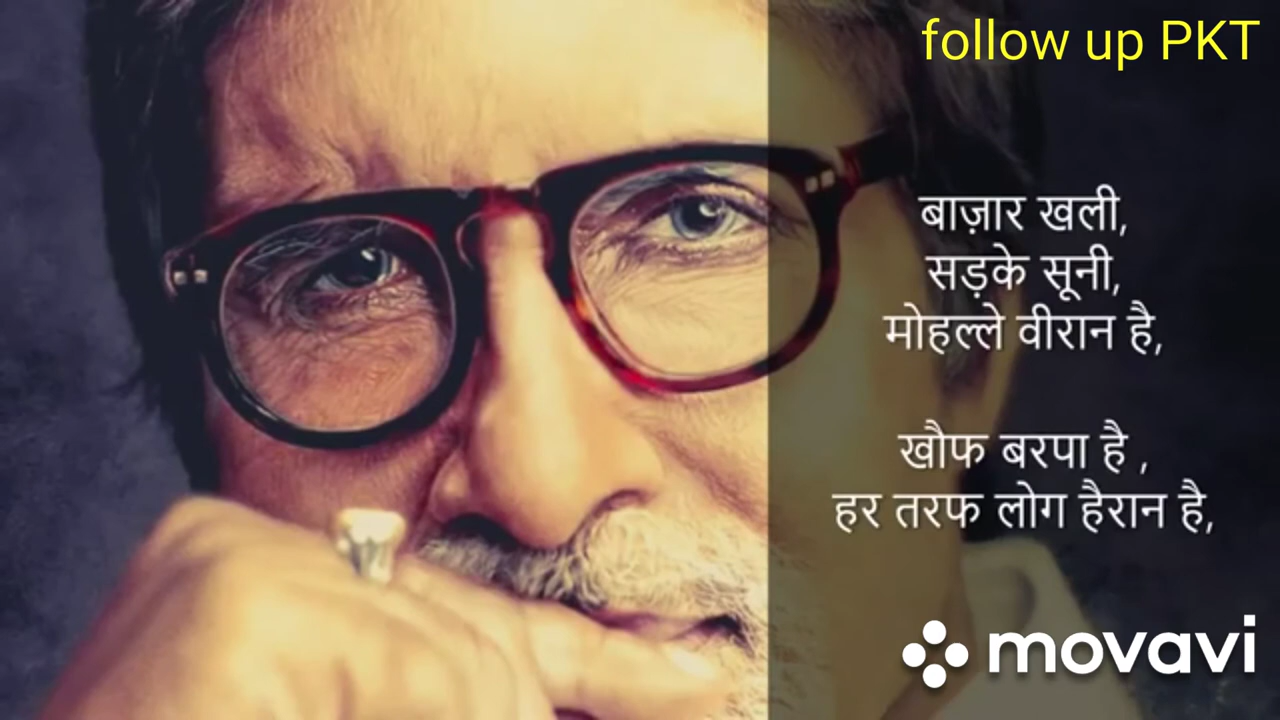 follow up PKT
बाज़ार खली,
सड़के सूनी,
मोहल्ले वीरान है,
खौफ बरपा है ,
हर तरफ लोग हैरान है,
movavi